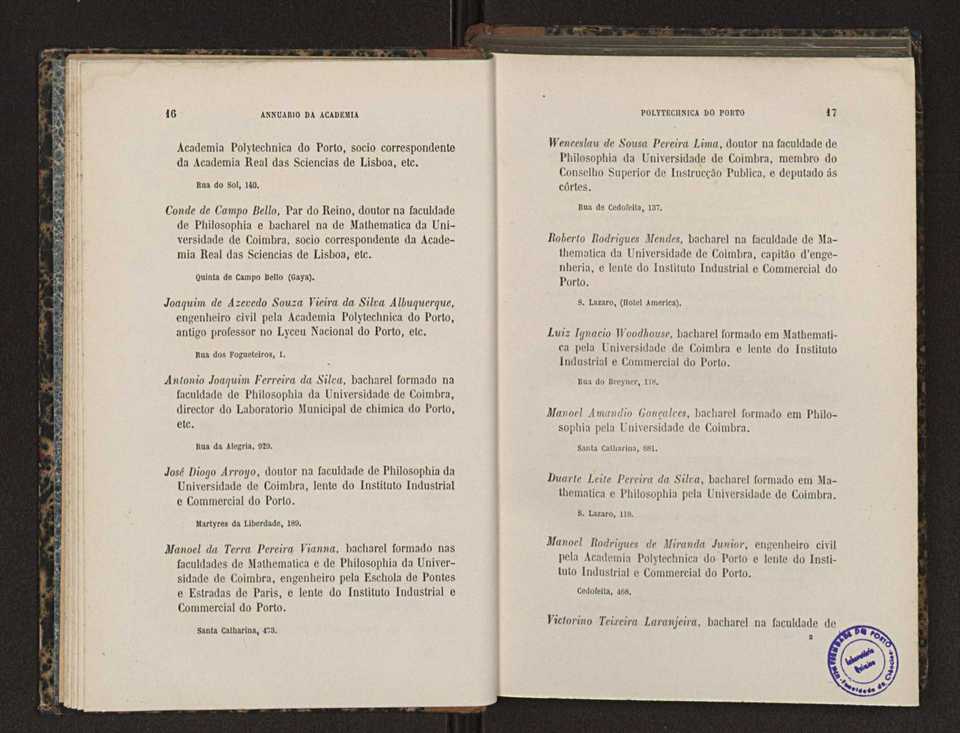 16
ANNUARIO DA ACADEMIA
Academia Polytechnica do Porto, socio correspondente
da Academia Real das Sciencias de Lisboa, etc.
Rua do Sol, 140.
Conde de Campo Bello, Par do Reino, doutor na faculdade
de Philosophia e bacharel na de Mathematica da Uni-
versidade de Coimbra, socio correspondente da Acade-
mia Real das Sciencias de Lisboa, etc.
Quinta de Campo Bello (Gaya).
Joaquim de Azevedo Souza Vieira da Silva Albuquerque,
engenheiro civil pela Academia Polytechnica do Porto,
antigo professor no Lyceu Nacional do Porto, etc.
Rua dos Fogueteiros, 1.
Antonio Joaquim Ferreira da Silva, bacharel formado na
faculdade de Philosophia da Universidade de Coimbra,
director do Laboratorio Municipal de chimica do Porto,
etc.
Rua da Alegria, 929.
José Diogo Arroyo, doutor na faculdade de Philosophia da
Universidade de Coimbra, lente do Instituto Industrial
e Commercial do Porto.
Martyres da Liberdade, 189.
Manoel da Terra Pereira Vianna, bacharel formado nas
faculdades de Mathematica e de Philosophia da Univer-
sidade de Coimbra, engenheiro pela Eschola de Pontes
e Estradas de Paris, e lente do Instituto Industrial e
Commercial do Porto.
Santa Catharina, 473.
POLYTECHNICA DO PORTO
17
Wenceslau de Sousa Pereira Lima, doutor na faculdade de
Philosophia da Universidade de Coimbra, membro do
Conselho Superior de Instrucção Publica, e deputado ás
côrtes.
Rua de Cedofeita, 137.
Roberto Rodrigues Mendes, bacharel na faculdade de Ma-
thematica da Universidade de Coimbra, capitão d'enge-
nheria, e lente do Instituto Industrial e Commercial do
Porto.
S. Lazaro, (Hotel America).
Luiz Ignacio Woodhouse, bacharel formado em Mathemati-
ca pela Universidade de Coimbra e lente do Instituto
Industrial e Commercial do Porto.
Rua do Breyner, 118.
Manoel Amandio Gonçalves, bacharel formado em Philo-
sophia pela Universidade de Coimbra.
Santa Catharina, 681.
Duarte Leite Pereira da Silva, bacharel formado em Ma-
thematica e Philosophia pela Universidade de Coimbra.
S. Lazaro, 119.
Manoel Rodrigues de Miranda Junior, engenheiro civil
pela Academia Polytechnica do Porto e lente do Insti-
tuto Industrial e Commercial do Porto.
Cedofeita, 468.
Victorino Teixeira Laranjeira, bacharel na faculdade de
2
UNIVERSIDADE DO PORTO
Laboratório
Químico
Faculdade de Ciências